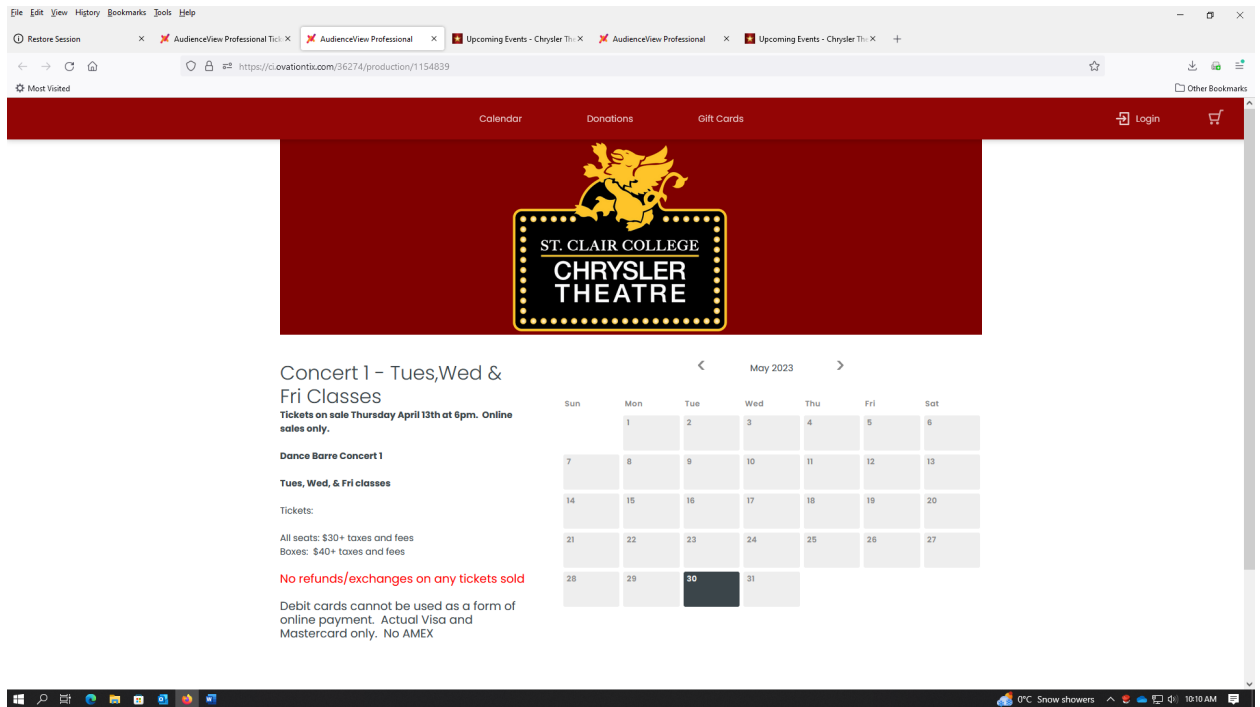 File Edit View History Bookmarks Tools Help
Restore Session
AudienceView Professional Tick
AudienceView Professional
Upcoming Events - Chrysler The
AudienceView Professional
Upcoming Events - Chrysler The
https://ci.ovationtix.com/36274/production/1154839
Most Visited
Other Bookmarks
Calendar Donations Gift Cards Login
ST. CLAIR COLLEGE
CHRYSLER
THEATRE
Concert 1 - Tues,Wed &
Fri Classes
Tickets on sale Thursday April 13th at 6pm. Online
sales only.
Dance Barre Concert 1
Tues, Wed, & Fri classes
Tickets:
All seats: $30+ taxes and fees
Boxes: $40+ taxes and fees
No refunds/exchanges on any tickets sold
Debit cards cannot be used as a form of
online payment. Actual Visa and
Mastercard only. No AMEX
May 2023
Sun Mon Tue Wed Thu Fri Sat
1 2 3 4 5 6
7 8 9 10 11 12 13
14 15 16 17 18 19 20
21 22 23 24 25 26 27
28 29 30 31
0°C Snow showers 10:10 AM